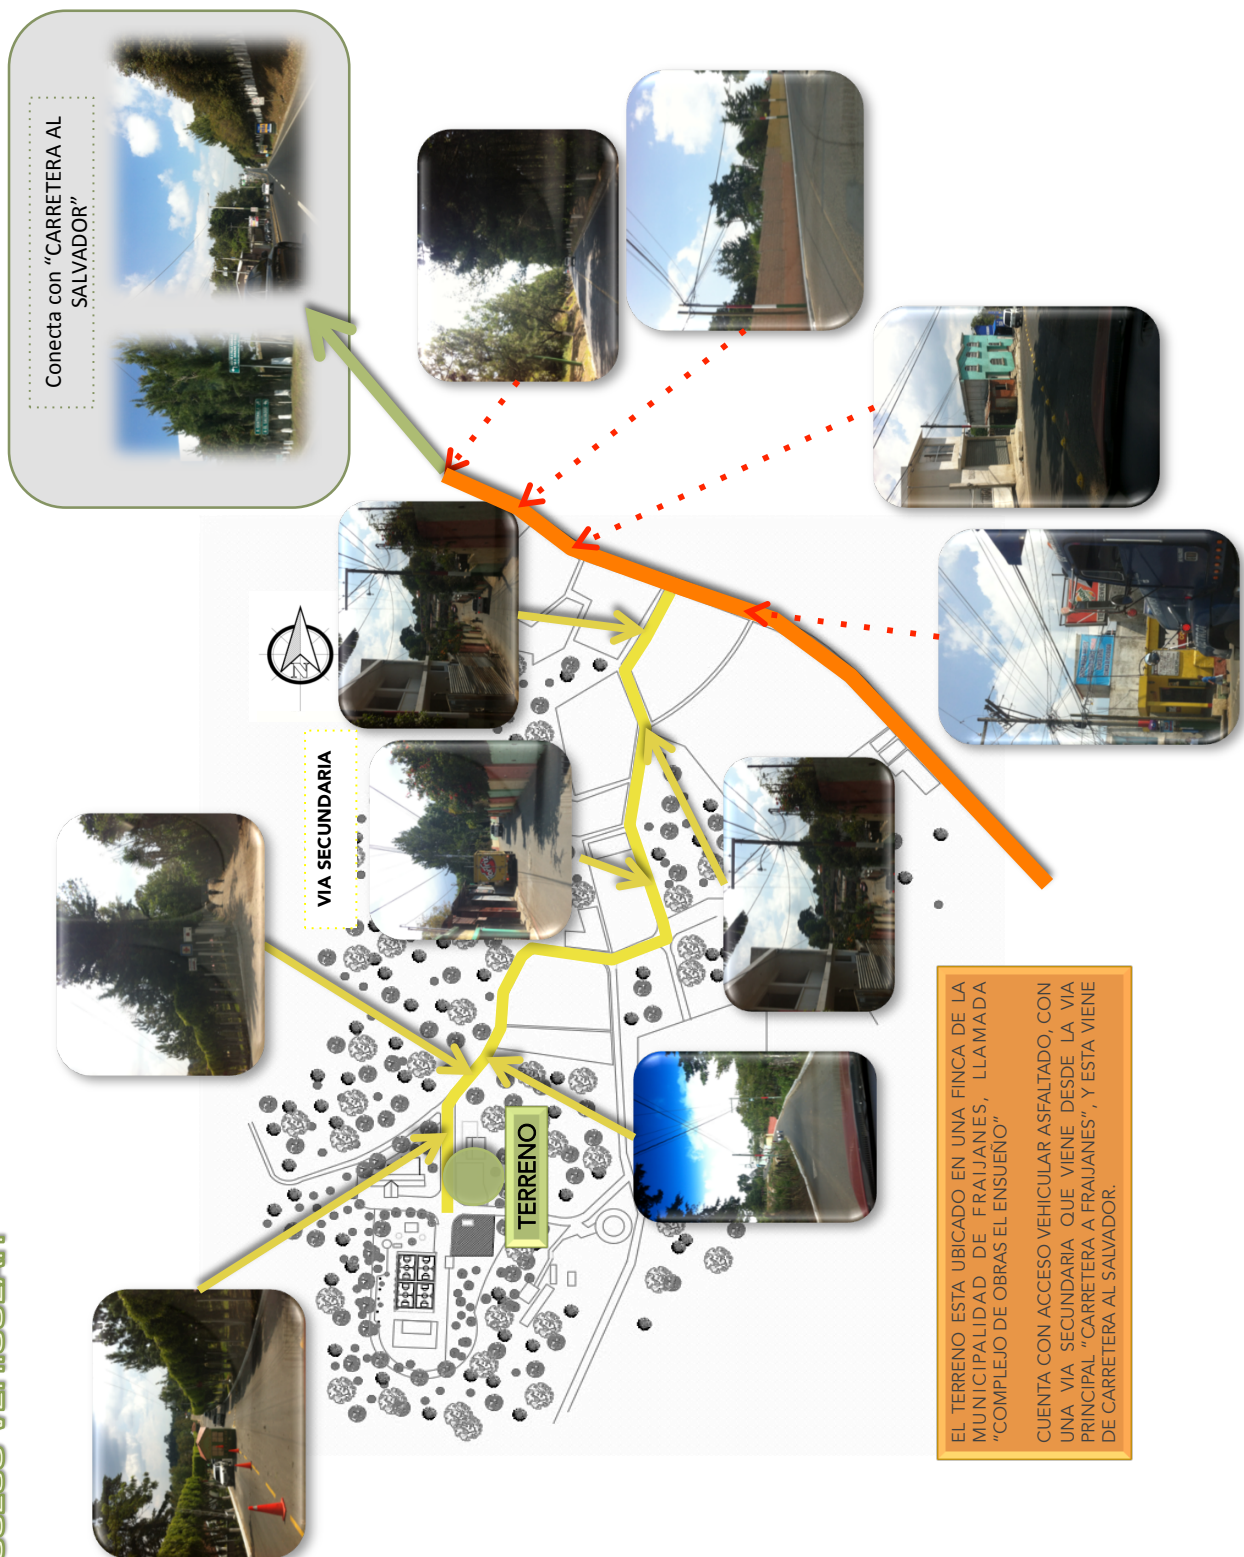 Conecta con “CARRETERA AL
SALVADOR”
N
VIA SECUNDARIA
TERRENO
EL TERRENO ESTA UBICADO EN UNA FINCA DE LA
MUNICIPALIDAD DE FRAIJANES, LLAMADA
“COMPLEJO DE OBRAS EL ENSUEÑO”
CUENTA CON ACCESO VEHICULAR ASFALTADO, CON
UNA VIA SECUNDARIA QUE VIENE DESDE LA VIA
PRINCIPAL “CARRETERA A FRAIJANES”, Y ESTA VIENE
DE CARRETERA AL SALVADOR.